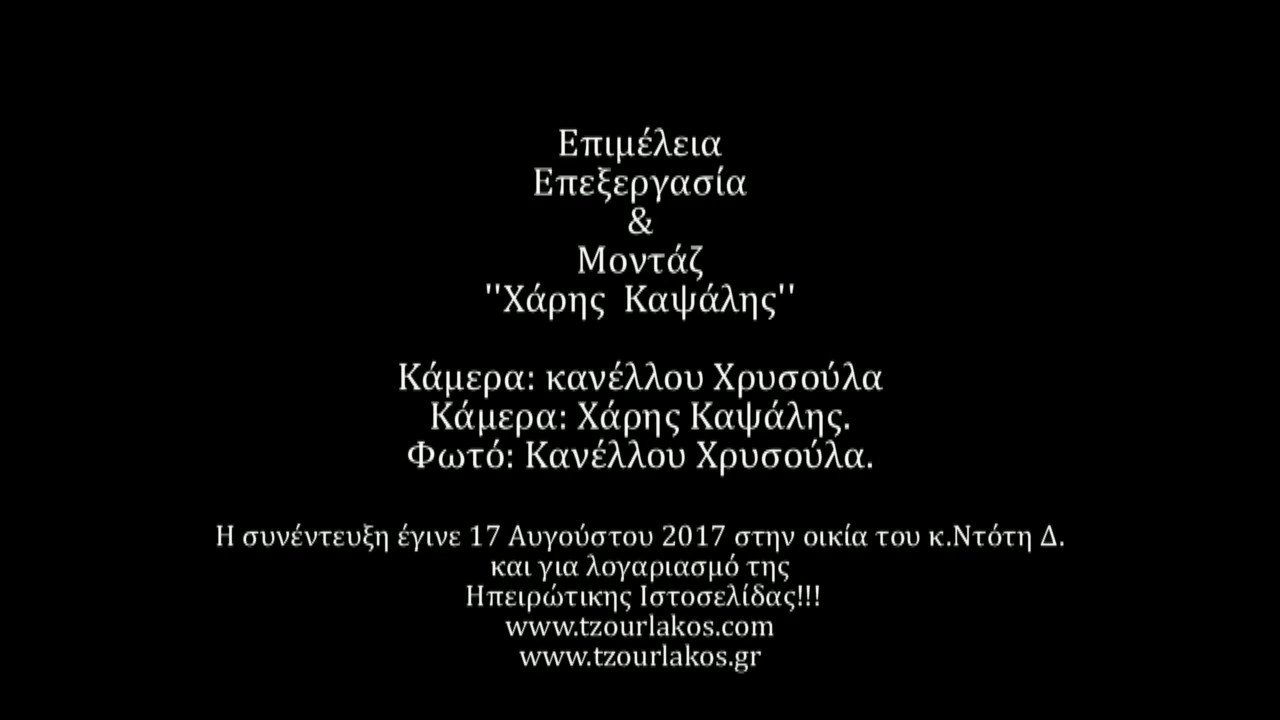 Επιμέλεια
Επεξεργασία
&
Μοντάζ
''Χάρης  Καψάλης''
Κάμερα: κανέλλου Χρυσούλα
Κάμερα: Χάρης Καψάλης.
Φωτό: Κανέλλου Χρυσούλα.
Η συνέντευξη έγινε 17 Αυγούστου 2017 στην οικία του κ.Ντότη Δ.
και για λογαριασμό της
Ηπειρώτικης Ιστοσελίδας!!!
www.tzourlakos.com
www.tzourlakos.gr